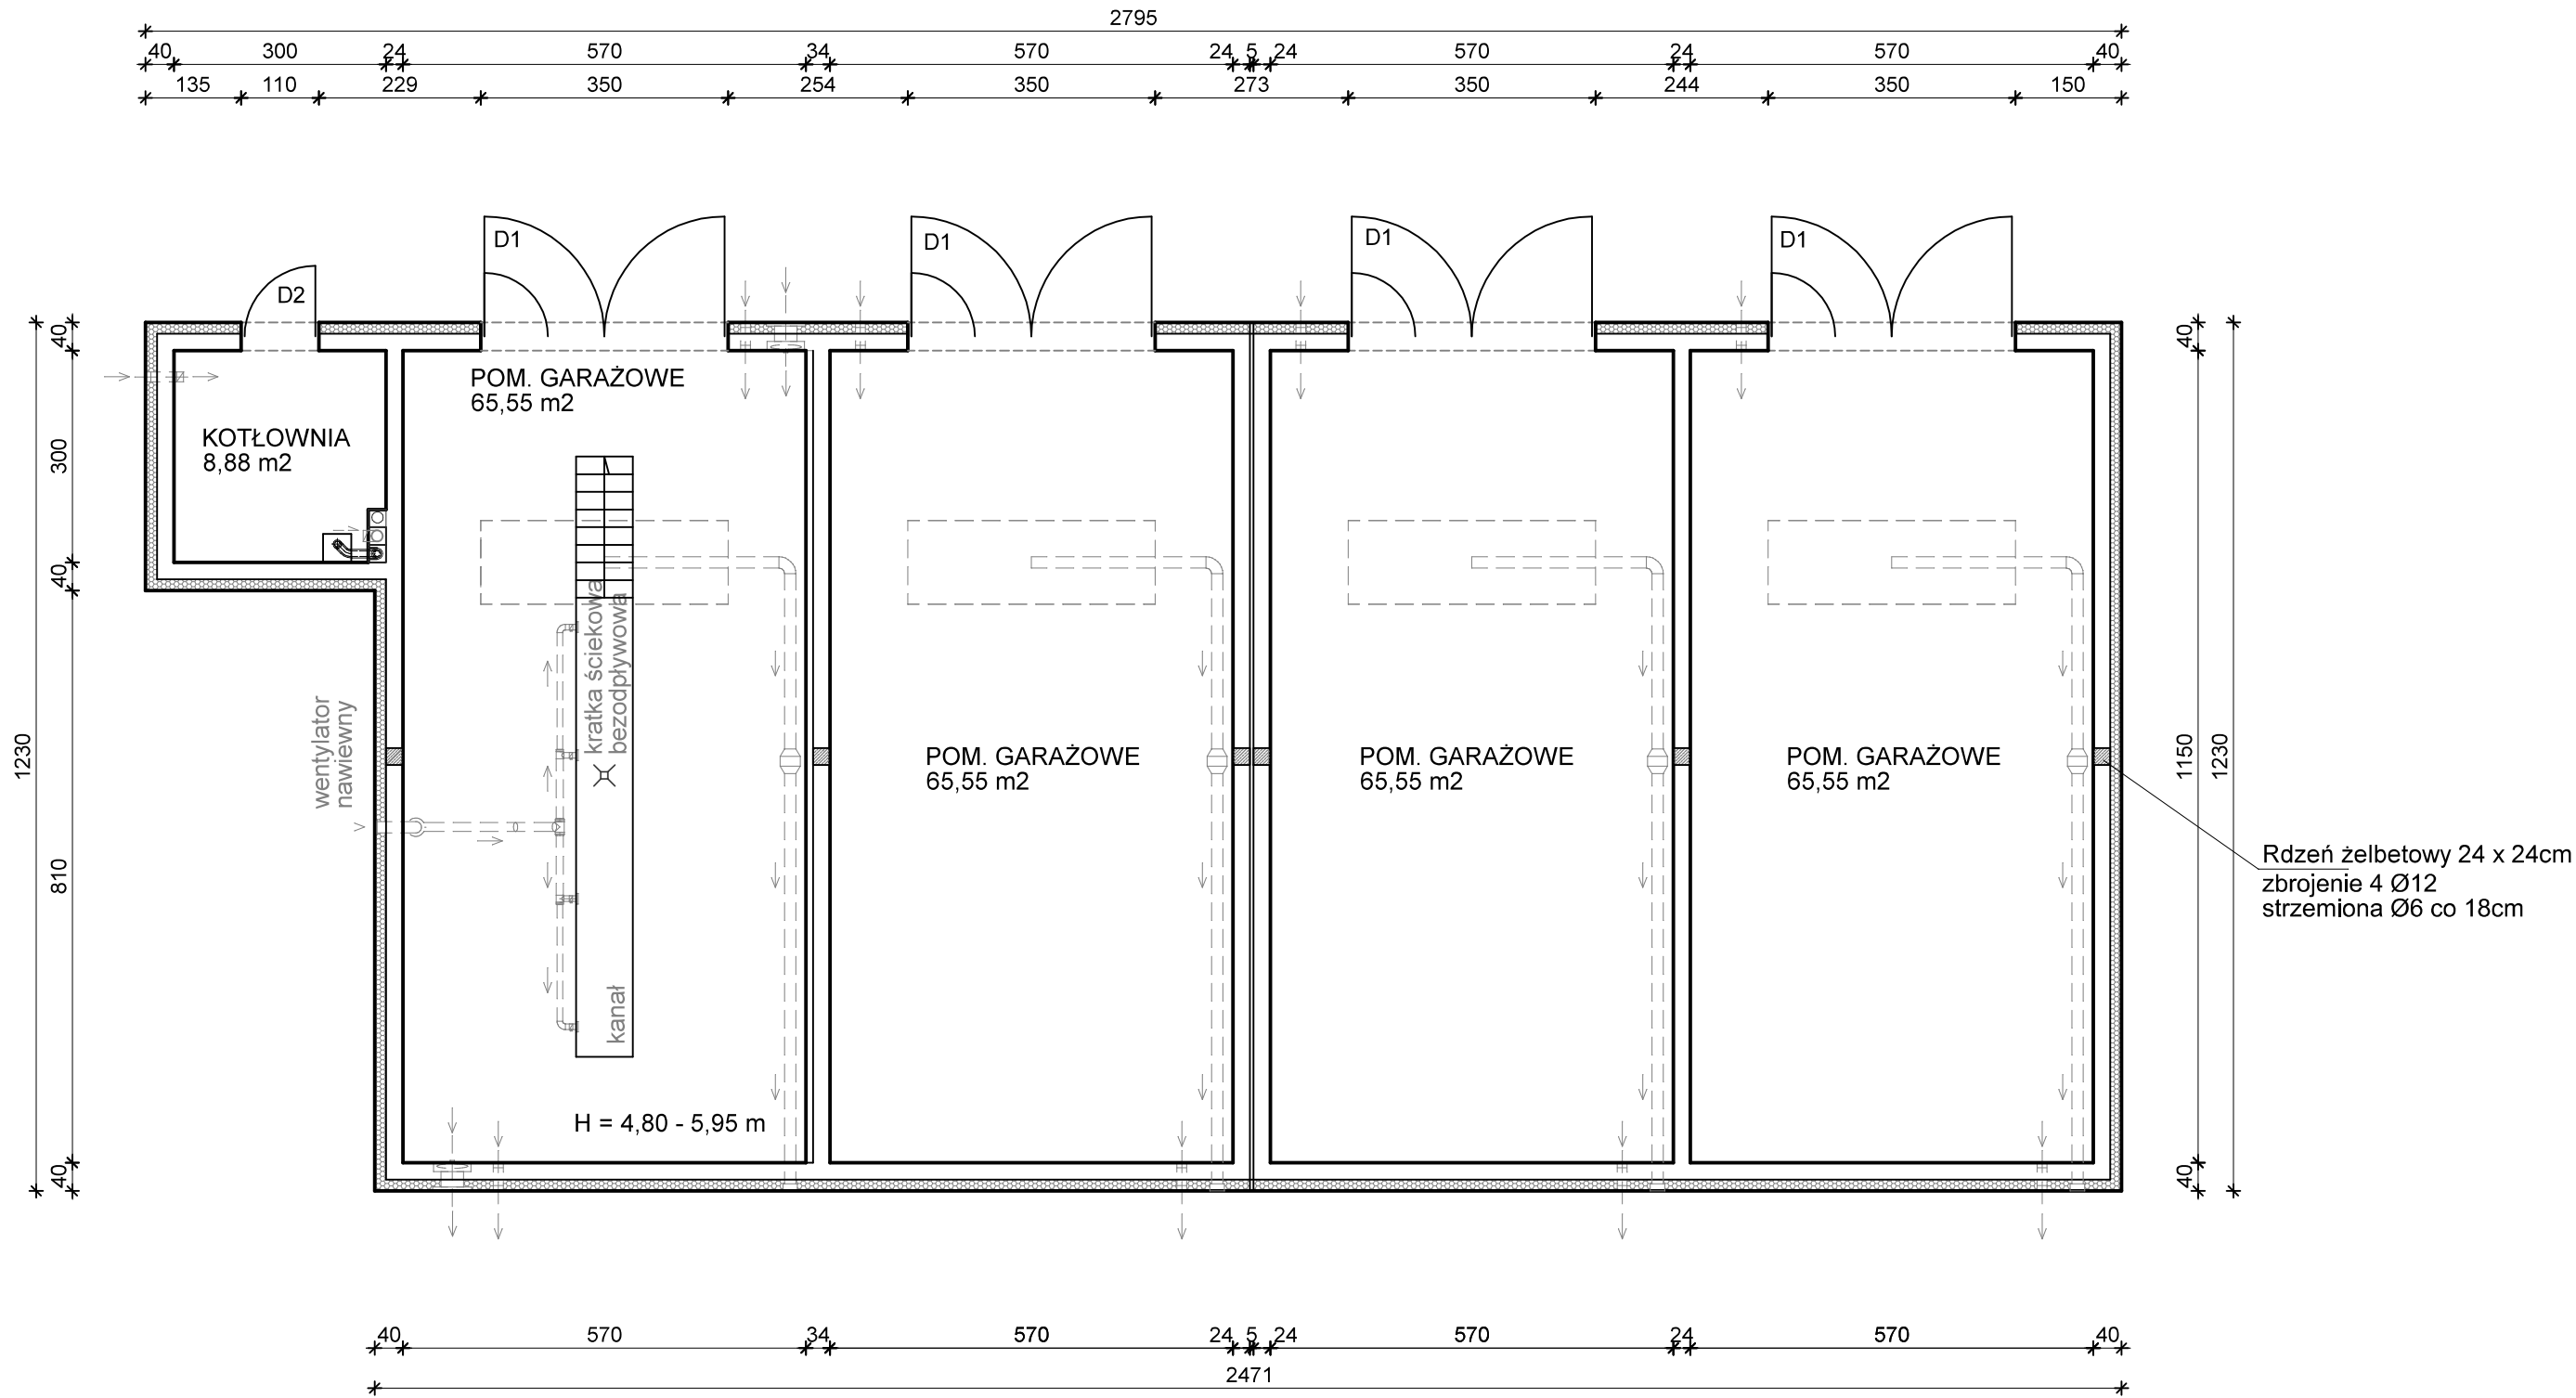 2795
40 300 24 570 34 570 24 5 24 570 24 570 40
135 110 229 350 254 350 273 350 244 350 150
D1 D1 D1 D1
D2
40
300
40
810
40
1230
40
1150
40
1230
POM. GARAŻOWE
65,55 m2
KOTŁOWNIA
8,88 m2
kratka ściekowa
bezodpływowa
wentylator
nawiewny
kanał
H = 4,80 - 5,95 m
POM. GARAŻOWE
65,55 m2
POM. GARAŻOWE
65,55 m2
POM. GARAŻOWE
65,55 m2
Rdzeń żelbetowy 24 x 24cm
zbrojenie 4 Ø12
strzemiona Ø6 co 18cm
40 570 34 570 24 5 24 570 24 570 40
2471